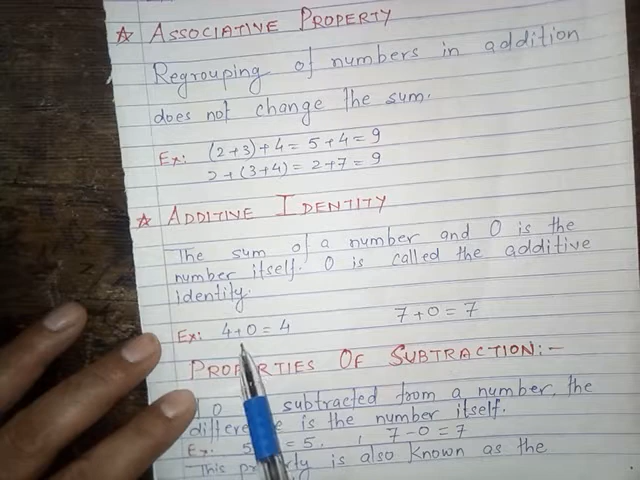 ☆ ASSOCIATIVE PROPERTY
Regrouping of numbers in addition
does not change the sum.
Ex: (2+3)+4 = 5+4 = 9
2+(3+4) = 2+7 = 9
☆ ADDITIVE IDENTITY
The sum of a number and 0 is the
number itself. 0 is called the additive
identity.
Ex: 4+0 = 4 7+0 = 7
PROPERTIES OF SUBTRACTION:-
0 subtracted from a number, the
is the number itself.
Ex: 5 = 5. , 7-0 = 7
This is also known as the